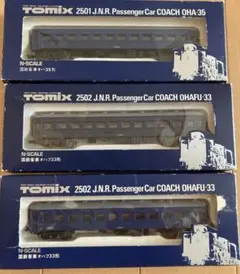 TOMIX 2501 J.N.R. Passenger Car COACH OHA·35
N-SCALE
国鉄客車オハ35形
TOMIX 2502 J.N.R. Passenger Car COACH OHAFU·33
N-SCALE
国鉄客車オハフ33形
TOMIX 2502 J.N.R. Passenger Car COACH OHAFU·33
N-SCALE
国鉄客車オハフ33形